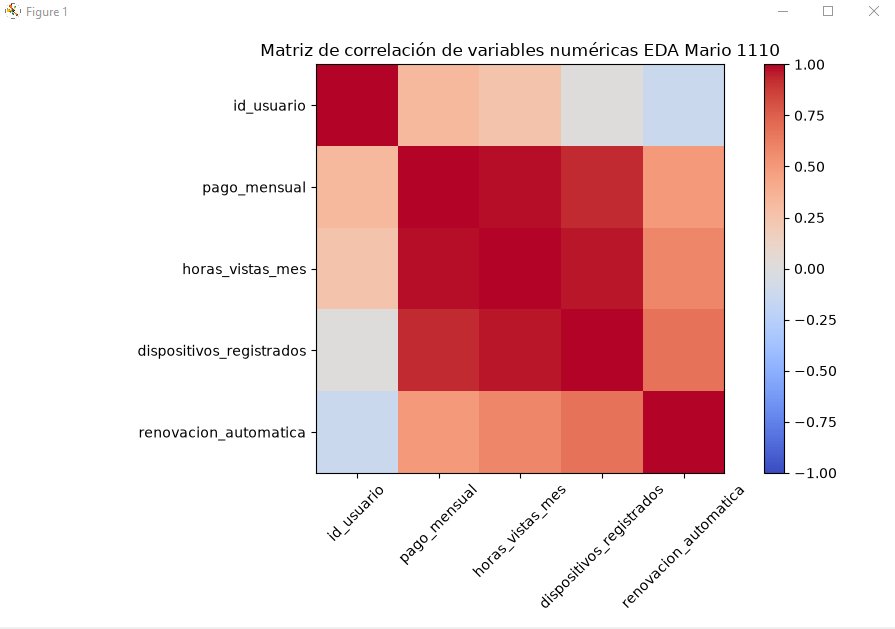 Figure 1
Matriz de correlación de variables numéricas EDA Mario 1110
id_usuario
pago_mensual
horas_vistas_mes
dispositivos_registrados
renovacion_automatica
id_usuario
pago_mensual
horas_vistas_mes
dispositivos_registrados
renovacion_automatica
1.00
0.75
0.50
0.25
0.00
−0.25
−0.50
−0.75
−1.00